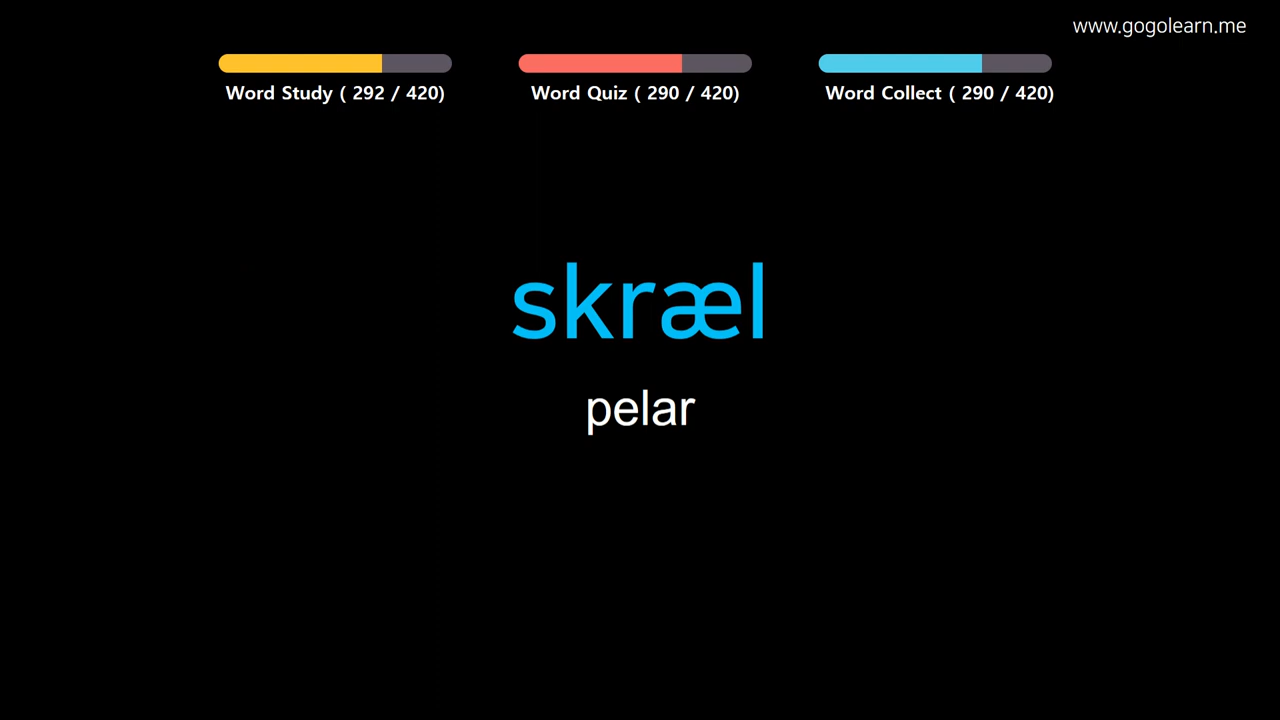 www.gogolearn.me
Word Study ( 292 / 420)
Word Quiz ( 290 / 420)
Word Collect ( 290 / 420)
skræl
pelar